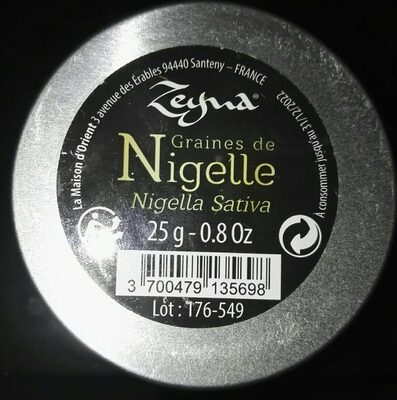 La Maison d'Orient 3 avenue des Érables 94440 Santeny – FRANCE
Zeyna®
Graines de
Nigelle
Nigella Sativa
25 g - 0.8 Oz
À consommer jusqu'au 31/12/2022
3 700479 135698
Lot : 176-549